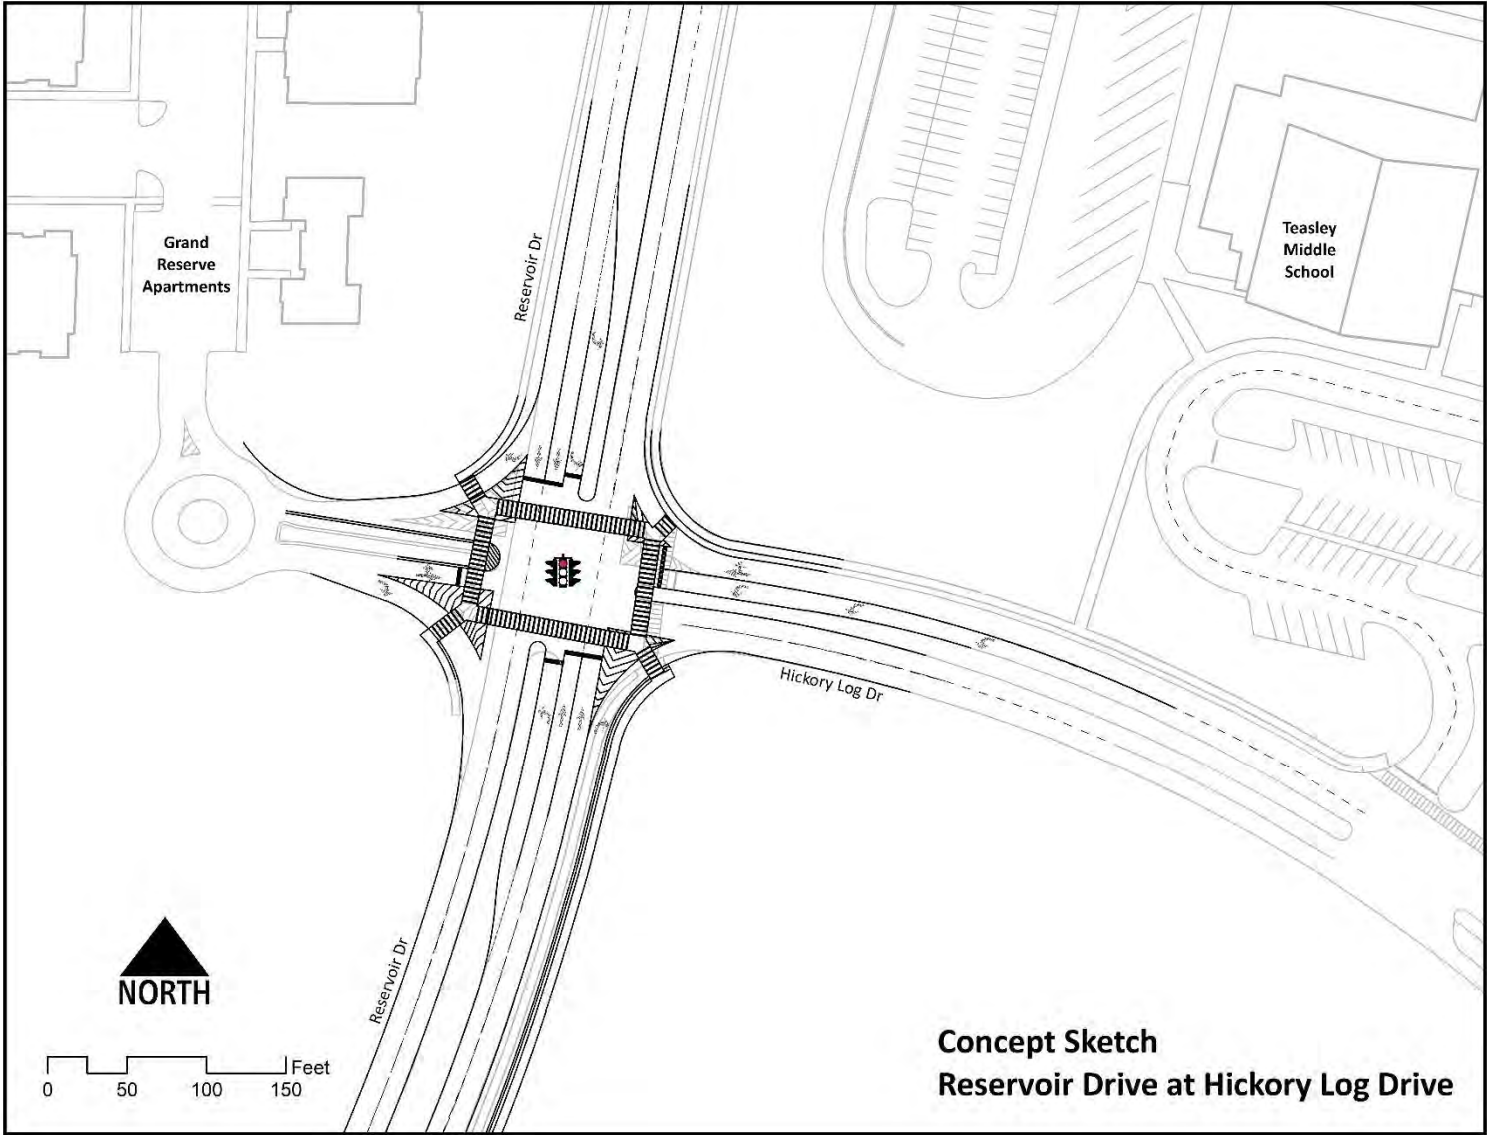 Grand
Reserve
Apartments
Reservoir Dr
Teasley
Middle
School
Hickory Log Dr
Reservoir Dr
NORTH
Feet
0 50 100 150
Concept Sketch
Reservoir Drive at Hickory Log Drive